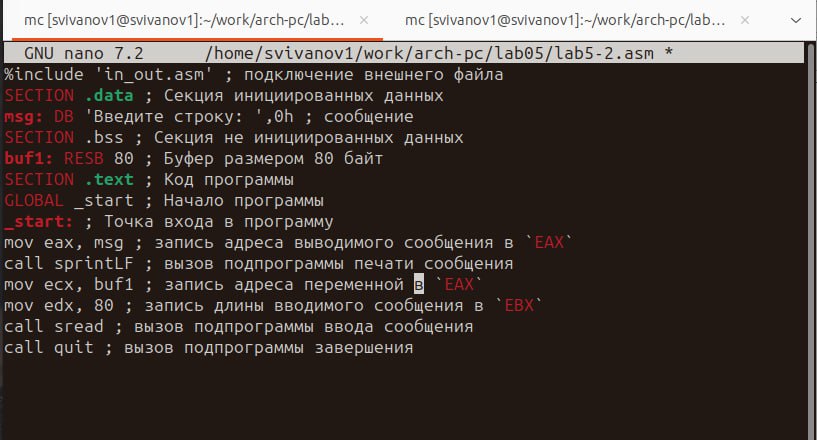 mc [svivanov1@svivanov1]:~/work/arch-pc/lab... × mc [svivanov1@svivanov1]:~/work/arch-pc/lab... ×
GNU nano 7.2 /home/svivanov1/work/arch-pc/lab05/lab5-2.asm *
%include 'in_out.asm' ; подключение внешнего файла
SECTION .data ; Секция инициированных данных
msg: DB 'Введите строку: ',0h ; сообщение
SECTION .bss ; Секция не инициированных данных
buf1: RESB 80 ; Буфер размером 80 байт
SECTION .text ; Код программы
GLOBAL _start ; Начало программы
_start: ; Точка входа в программу
mov eax, msg ; запись адреса выводимого сообщения в `EAX`
call sprintLF ; вызов подпрограммы печати сообщения
mov ecx, buf1 ; запись адреса переменной в `EAX`
mov edx, 80 ; запись длины вводимого сообщения в `EBX`
call sread ; вызов подпрограммы ввода сообщения
call quit ; вызов подпрограммы завершения